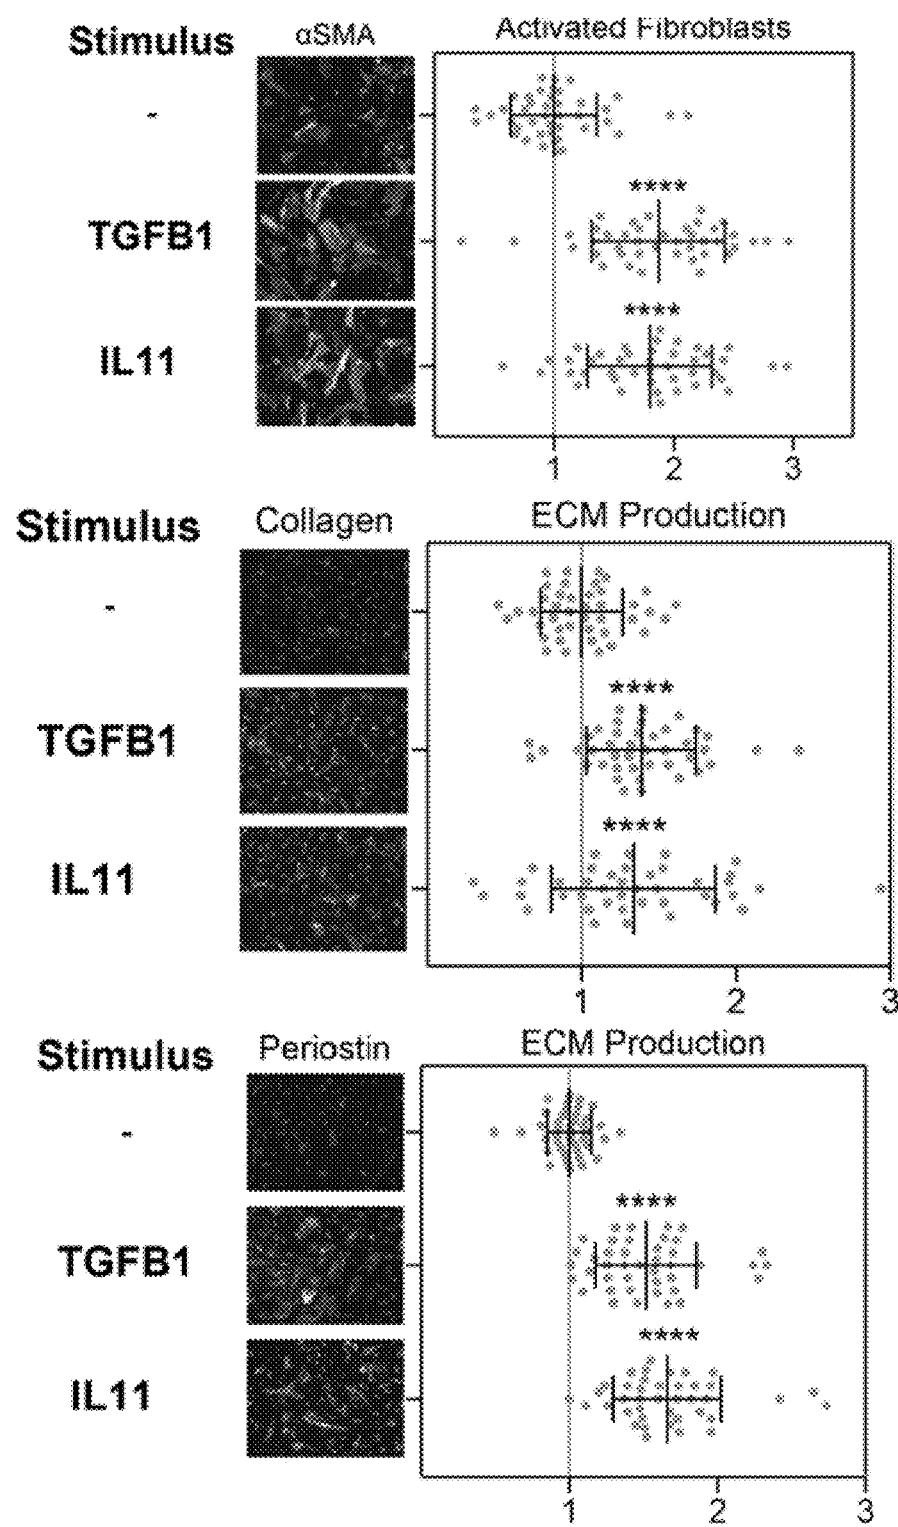 Stimulus αSMA Activated Fibroblasts
-
****
TGFB1
****
IL11
1 2 3
Stimulus Collagen ECM Production
-
****
TGFB1
****
IL11
1 2 3
Stimulus Periostin ECM Production
-
****
TGFB1
****
IL11
1 2 3